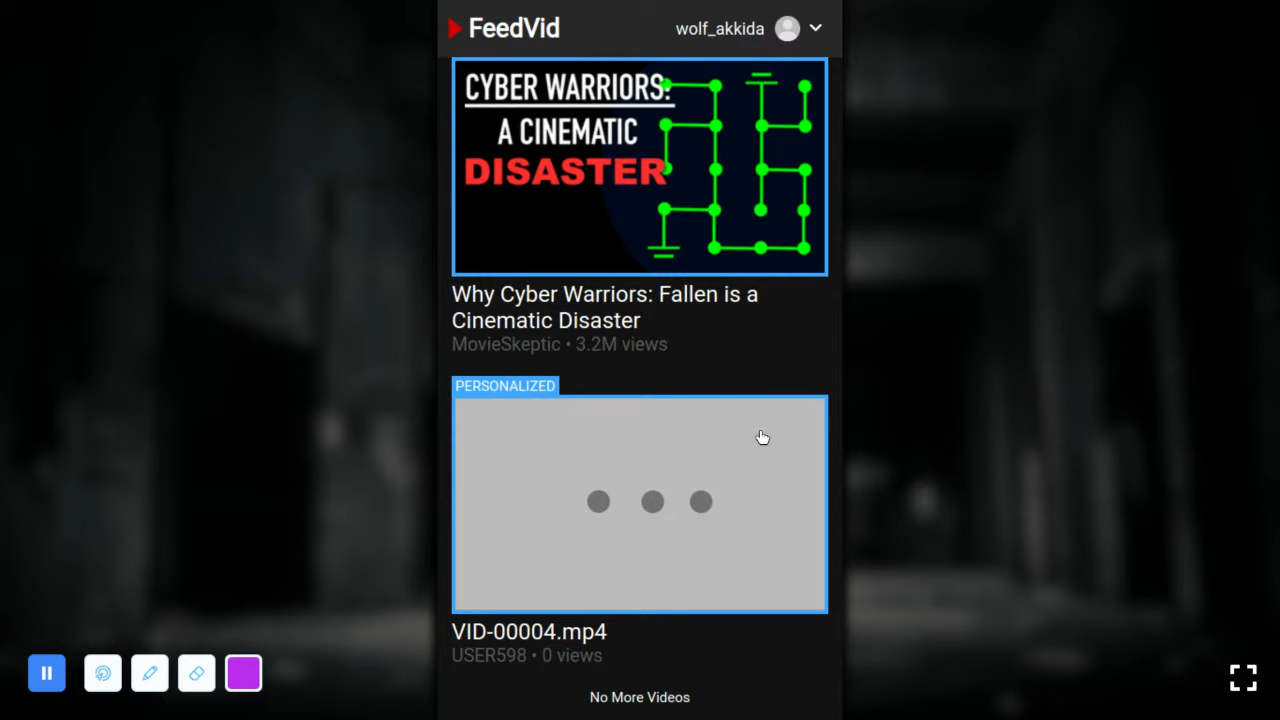 FeedVid
wolf_akkida
CYBER WARRIORS:
A CINEMATIC
DISASTER
Why Cyber Warriors: Fallen is a
Cinematic Disaster
MovieSkeptic • 3.2M views
PERSONALIZED
VID-00004.mp4
USER598 • 0 views
No More Videos